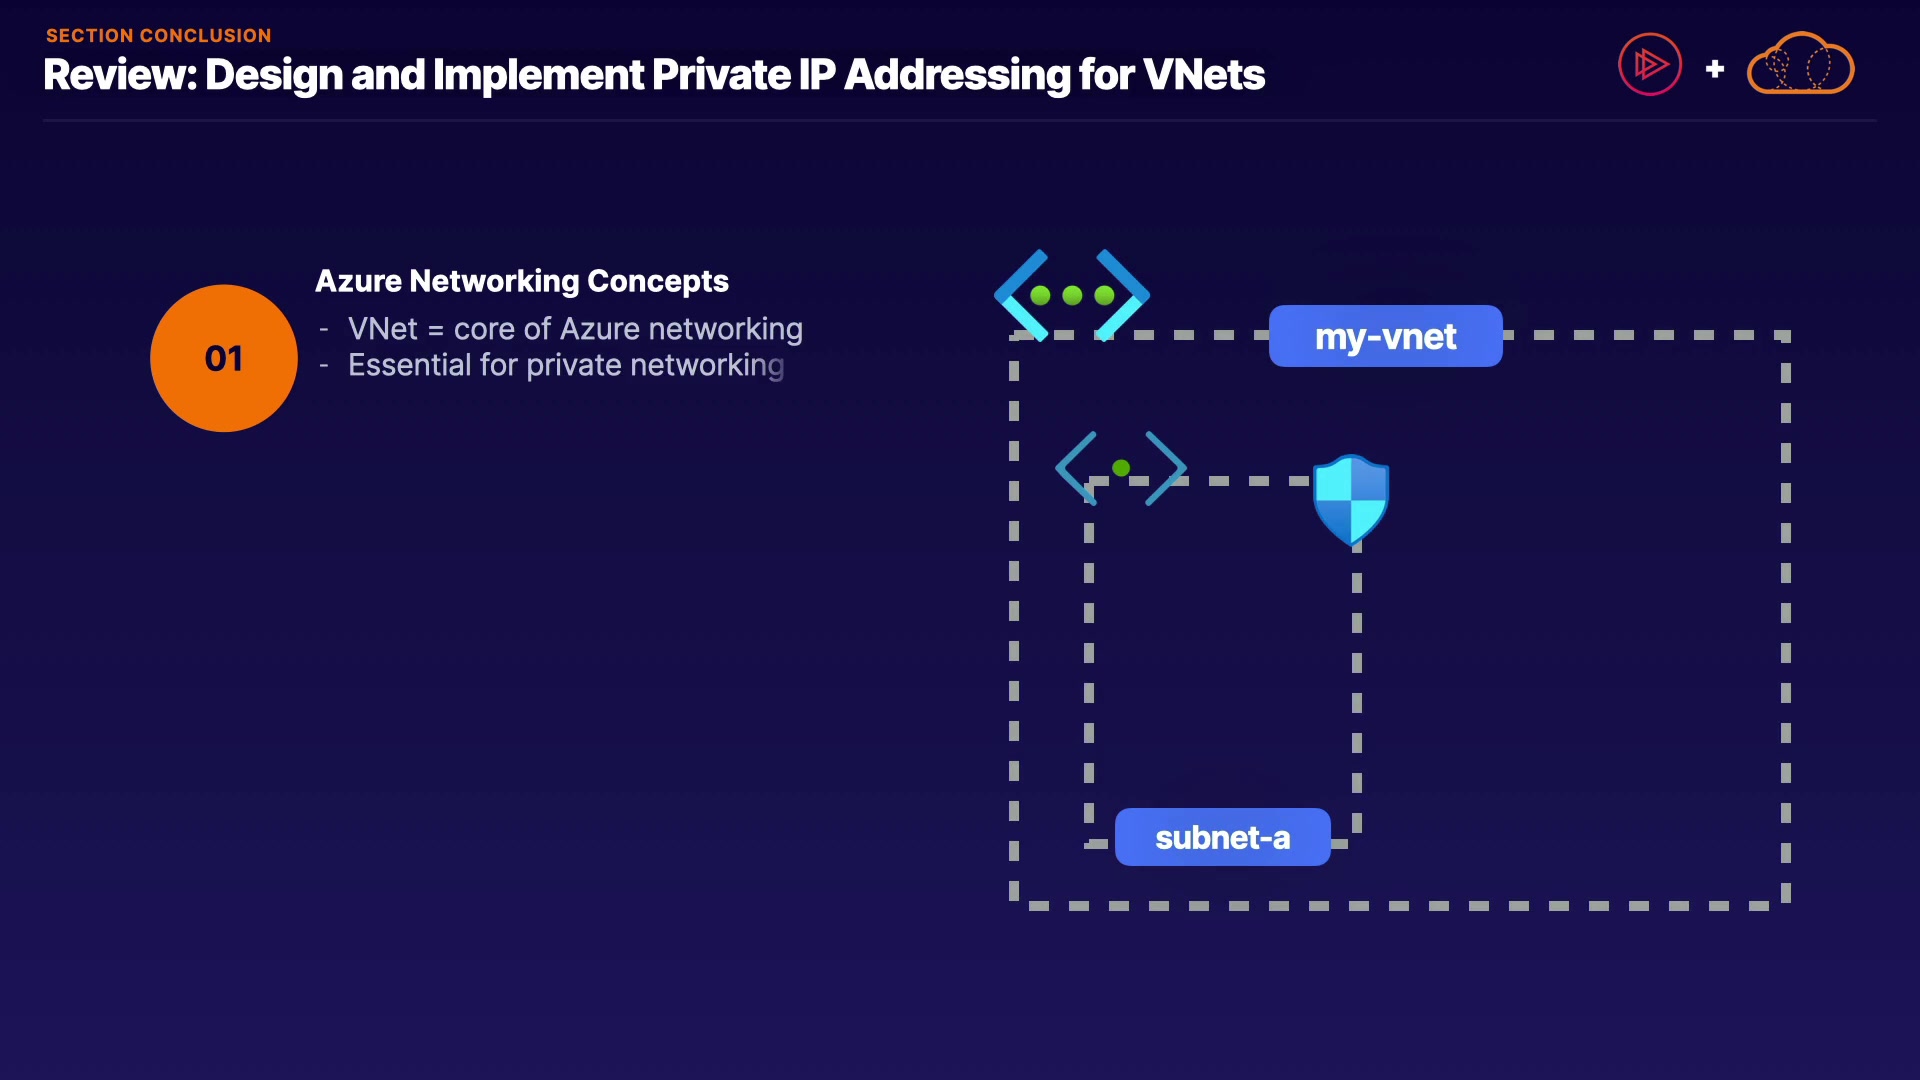 SECTION CONCLUSION
Review: Design and Implement Private IP Addressing for VNets
+
01
Azure Networking Concepts
- VNet = core of Azure networking
- Essential for private networking
my-vnet
subnet-a